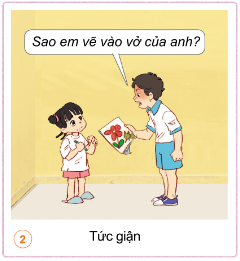 Sao em vẽ vào vở của anh?
2
Tức giận